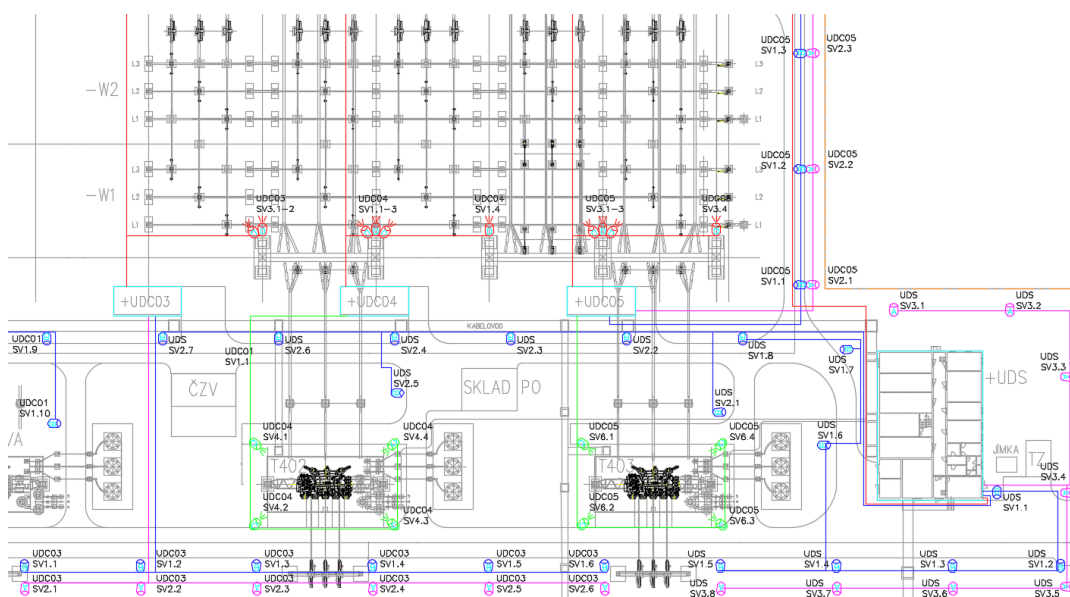 UDC05
SV1.3
UDC05
SV2.3
L3
L3
-W2
L2
L2
L1
L1
UDC05
SV1.2
UDC05
SV2.2
L3
L3
-W1
L2
L2
UDC03
SV3.1-2
UDC04
SV1.1-3
UDC04
SV1.4
UDC05
SV3.1-3
SV3.4
L1
L1
UDC05
SV1.1
UDC05
SV2.1
+UDC03
+UDC04
+UDC05
UDS
SV3.1
UDS
SV3.2
KABELOVOD
UDC01
SV1.9
UDS
SV2.7
UDS
SV2.6
UDS
SV2.4
UDS
SV2.3
UDS
SV2.2
UDS
SV1.8
UDC01
SV1.1
UDS
SV1.7
UDS
SV3.3
ČZV
UDS
SV2.5
SKLAD PO
+UDS
UDC01
SV1.10
UDS
SV2.1
UDC04
SV4.1
UDC04
SV4.4
UDC05
SV6.1
UDC05
SV6.4
UDS
SV1.6
VA
T402
T403
JÍMKA
TZ
UDS
SV3.4
UDC04
SV4.2
UDC04
SV4.3
UDC05
SV6.2
UDC05
SV6.3
UDS
SV1.1
UDC03
SV1.1
UDC03
SV1.2
UDC03
SV1.3
UDC03
SV1.4
UDC03
SV1.5
UDC03
SV1.6
UDS
SV1.5
UDS
SV1.4
UDS
SV1.3
UDS
SV1.2
UDC03
SV2.1
UDC03
SV2.2
UDC03
SV2.3
UDC03
SV2.4
UDC03
SV2.5
UDC03
SV2.6
UDS
SV3.8
UDS
SV3.7
UDS
SV3.6
UDS
SV3.5